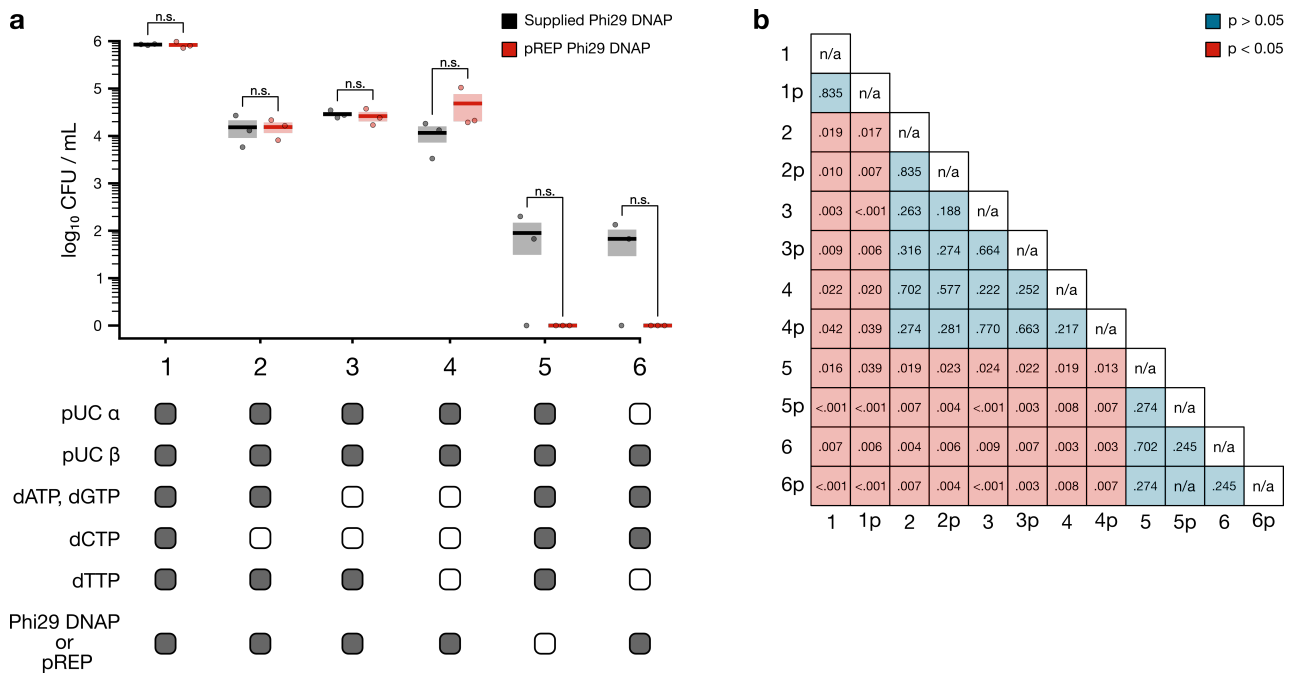 a
Supplied Phi29 DNAP
pREP Phi29 DNAP
log10 CFU / mL
6
5
4
3
2
1
0
n.s.
n.s.
n.s.
n.s.
n.s.
n.s.
1 2 3 4 5 6
pUC α
pUC β
dATP, dGTP
dCTP
dTTP
Phi29 DNAP
or
pREP
b
p > 0.05
p < 0.05
1 n/a
1p .835 n/a
2 .019 .017 n/a
2p .010 .007 .835 n/a
3 .003 <.001 .263 .188 n/a
3p .009 .006 .316 .274 .664 n/a
4 .022 .020 .702 .577 .222 .252 n/a
4p .042 .039 .274 .281 .770 .663 .217 n/a
5 .016 .039 .019 .023 .024 .022 .019 .013 n/a
5p <.001 <.001 .007 .004 <.001 .003 .008 .007 .274 n/a
6 .007 .006 .004 .006 .009 .007 .003 .003 .702 .245 n/a
6p <.001 <.001 .007 .004 <.001 .003 .008 .007 .274 n/a .245 n/a
1 1p 2 2p 3 3p 4 4p 5 5p 6 6p